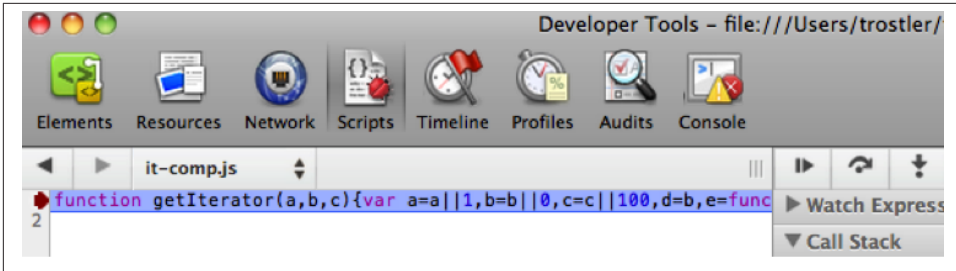 Developer Tools – file:///Users/trostler/
Elements Resources Network Scripts Timeline Profiles Audits Console
it-comp.js
function getIterator(a,b,c){var a=a||1,b=b||0,c=c||100,d=b,e=func
2
Watch Express
Call Stack